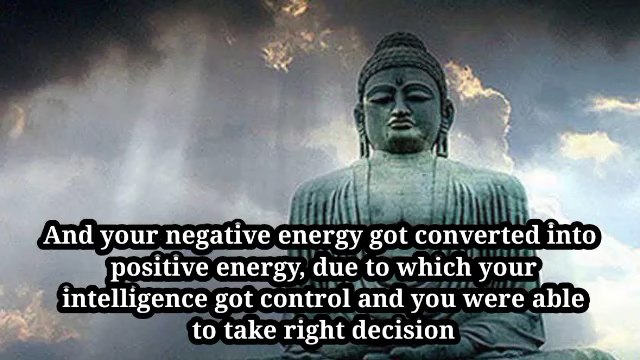 And your negative energy got converted into
positive energy, due to which your
intelligence got control and you were able
to take right decision